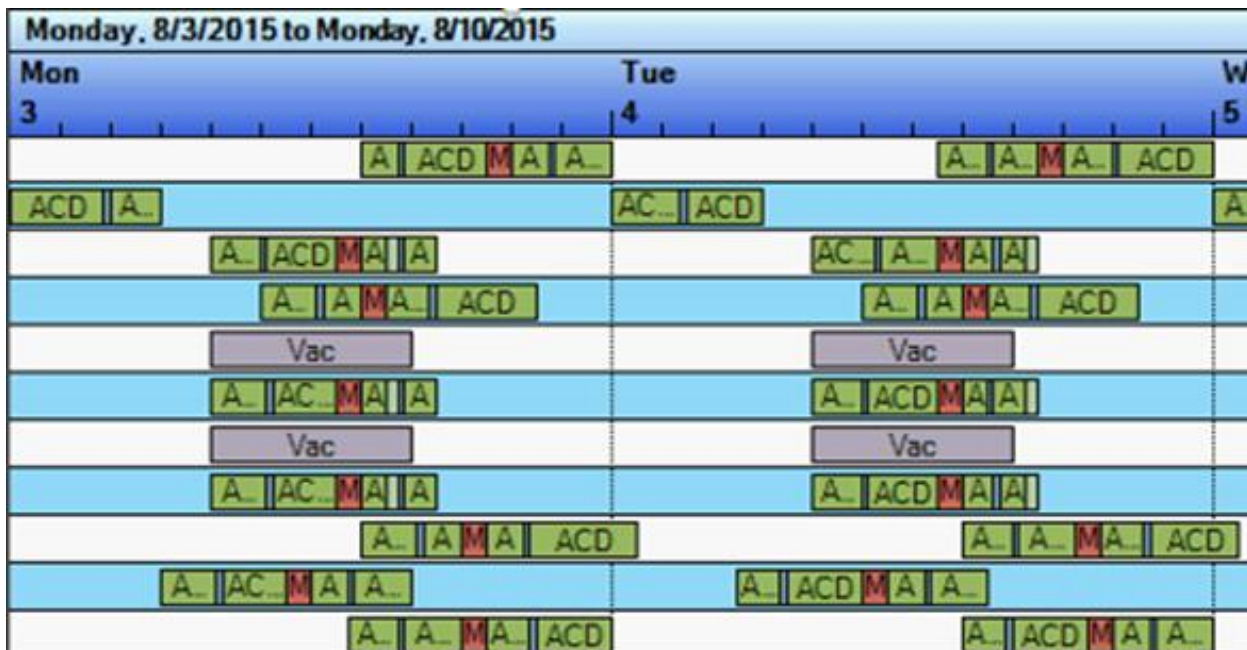 Monday, 8/3/2015 to Monday, 8/10/2015
Mon Tue W
3 4 5
A ACD M A A... A... A... M A... ACD
ACD A... AC... ACD A
A... ACD M A A AC... A... M A A
A... A M A... ACD A... A M A... ACD
Vac Vac
A... AC... M A A A... ACD M A A
Vac Vac
A... AC... M A A A... ACD M A A
A... A M A ACD A... A... M A... ACD
A... AC... M A A... A... ACD M A A...
A... A... M A... ACD A... ACD M A A...